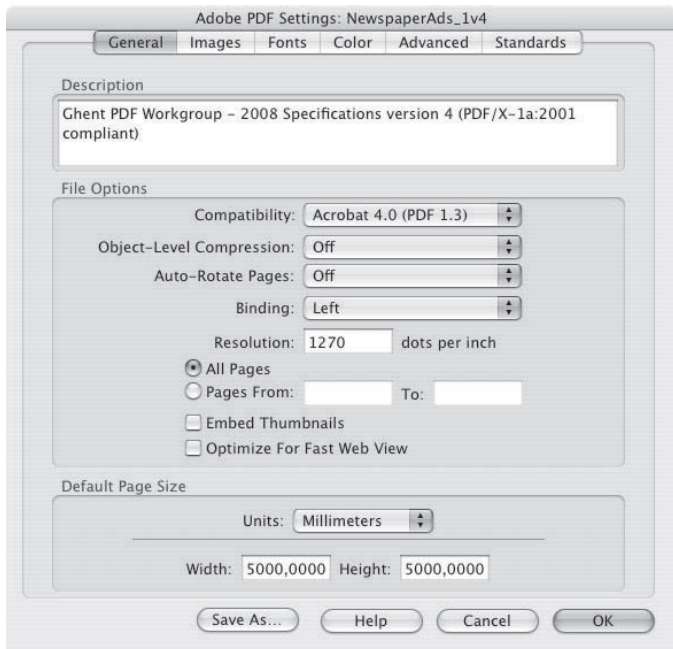 Adobe PDF Settings: NewspaperAds_1v4
General Images Fonts Color Advanced Standards
Description
Ghent PDF Workgroup – 2008 Specifications version 4 (PDF/X-1a:2001
compliant)
File Options
Compatibility: Acrobat 4.0 (PDF 1.3)
Object-Level Compression: Off
Auto-Rotate Pages: Off
Binding: Left
Resolution: 1270 dots per inch
All Pages
Pages From: To:
Embed Thumbnails
Optimize For Fast Web View
Default Page Size
Units: Millimeters
Width: 5000,0000 Height: 5000,0000
Save As... Help Cancel OK